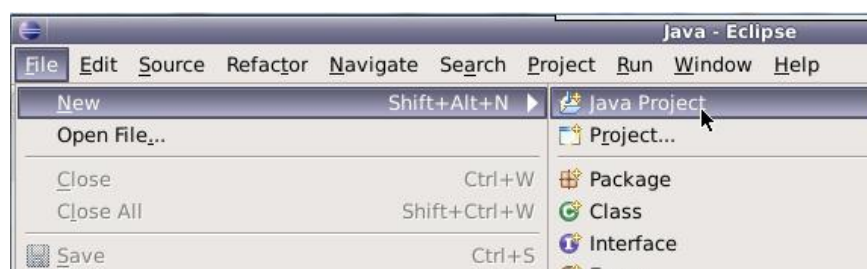 Java - Eclipse
File Edit Source Refactor Navigate Search Project Run Window Help
New Shift+Alt+N
Open File...
Close Ctrl+W
Close All Shift+Ctrl+W
Save Ctrl+S
Java Project
Project...
Package
Class
Interface